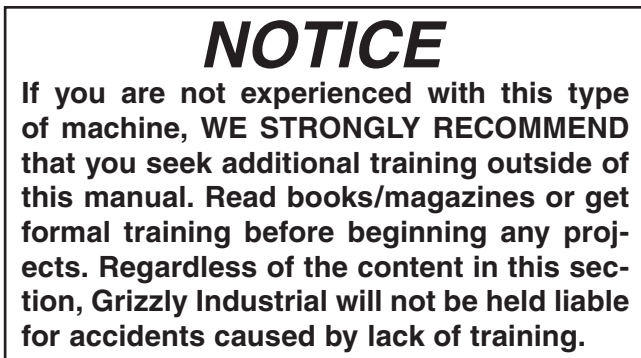 NOTICE
If you are not experienced with this type
of machine, WE STRONGLY RECOMMEND
that you seek additional training outside of
this manual. Read books/magazines or get
formal training before beginning any proj-
ects. Regardless of the content in this sec-
tion, Grizzly Industrial will not be held liable
for accidents caused by lack of training.